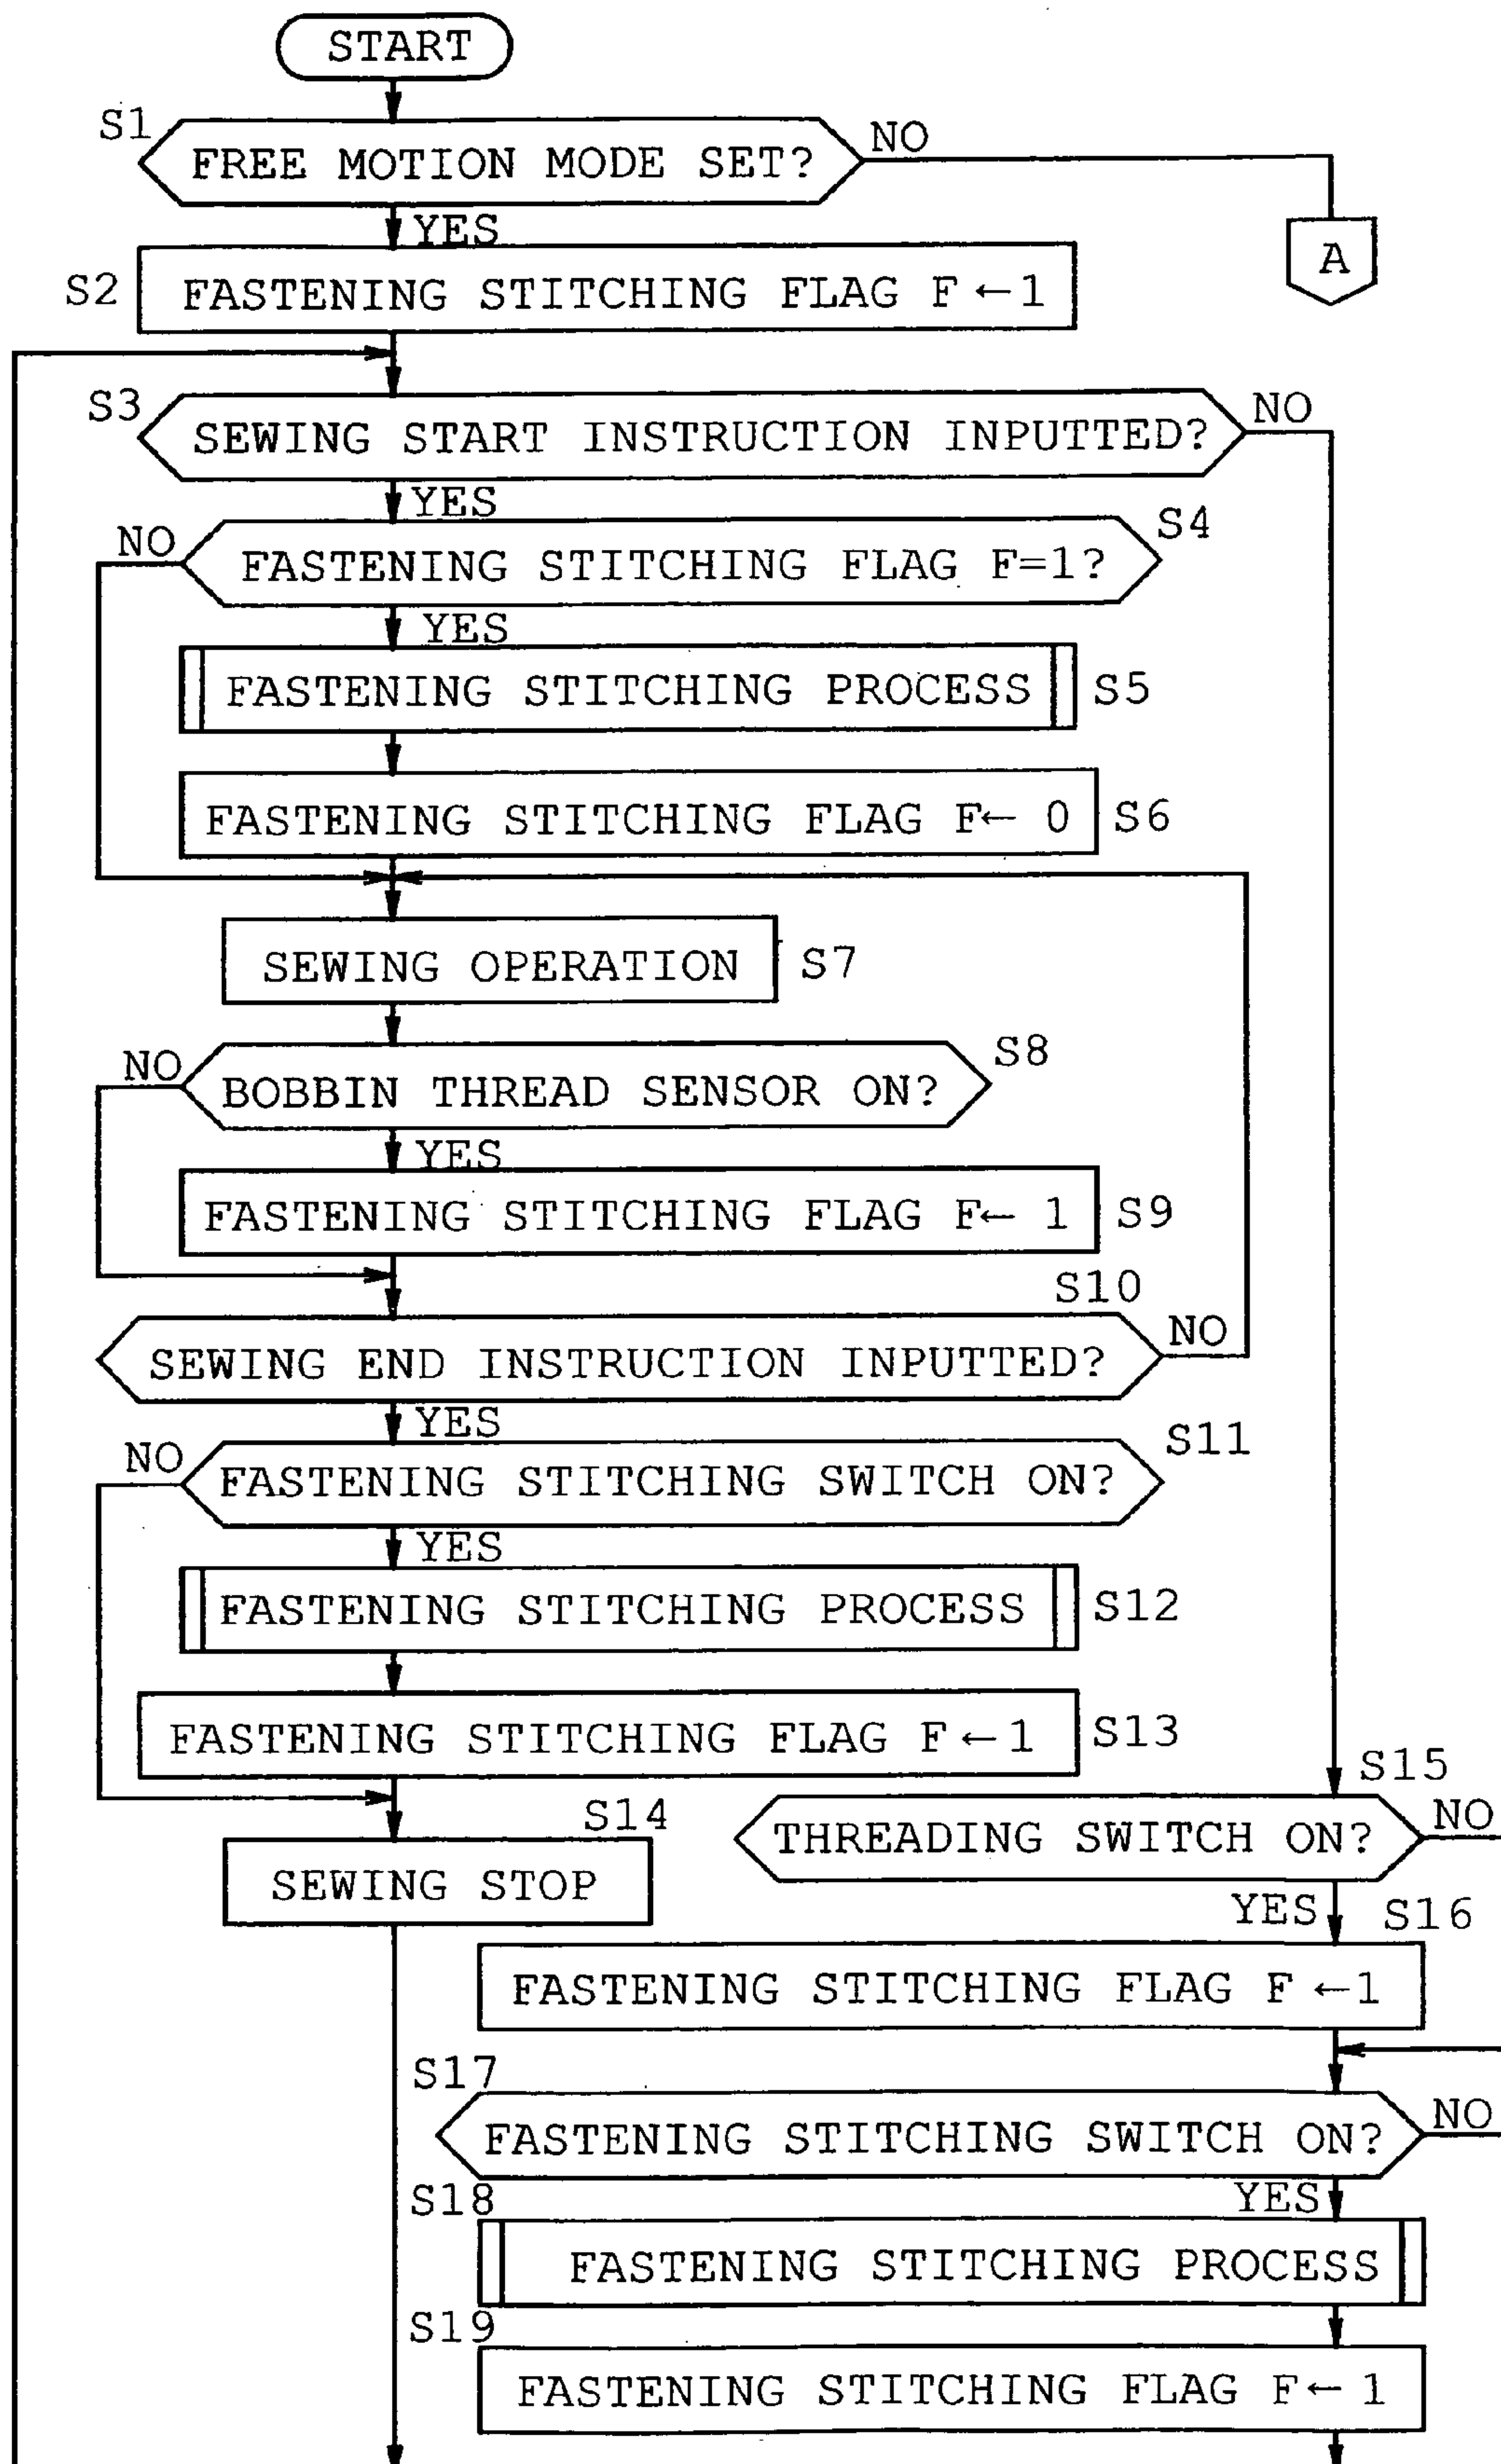 START
S1
FREE MOTION MODE SET?
NO
YES
A
S2
FASTENING STITCHING FLAG F ← 1
S3
SEWING START INSTRUCTION INPUTTED?
NO
YES
NO
FASTENING STITCHING FLAG F=1?
S4
YES
FASTENING STITCHING PROCESS
S5
FASTENING STITCHING FLAG F← 0
S6
SEWING OPERATION
S7
NO
BOBBIN THREAD SENSOR ON?
S8
YES
FASTENING STITCHING FLAG F← 1
S9
S10
SEWING END INSTRUCTION INPUTTED?
NO
YES
NO
FASTENING STITCHING SWITCH ON?
S11
YES
FASTENING STITCHING PROCESS
S12
FASTENING STITCHING FLAG F ← 1
S13
S14
SEWING STOP
S15
THREADING SWITCH ON?
NO
YES
S16
FASTENING STITCHING FLAG F ← 1
S17
FASTENING STITCHING SWITCH ON?
NO
YES
S18
FASTENING STITCHING PROCESS
S19
FASTENING STITCHING FLAG F ← 1